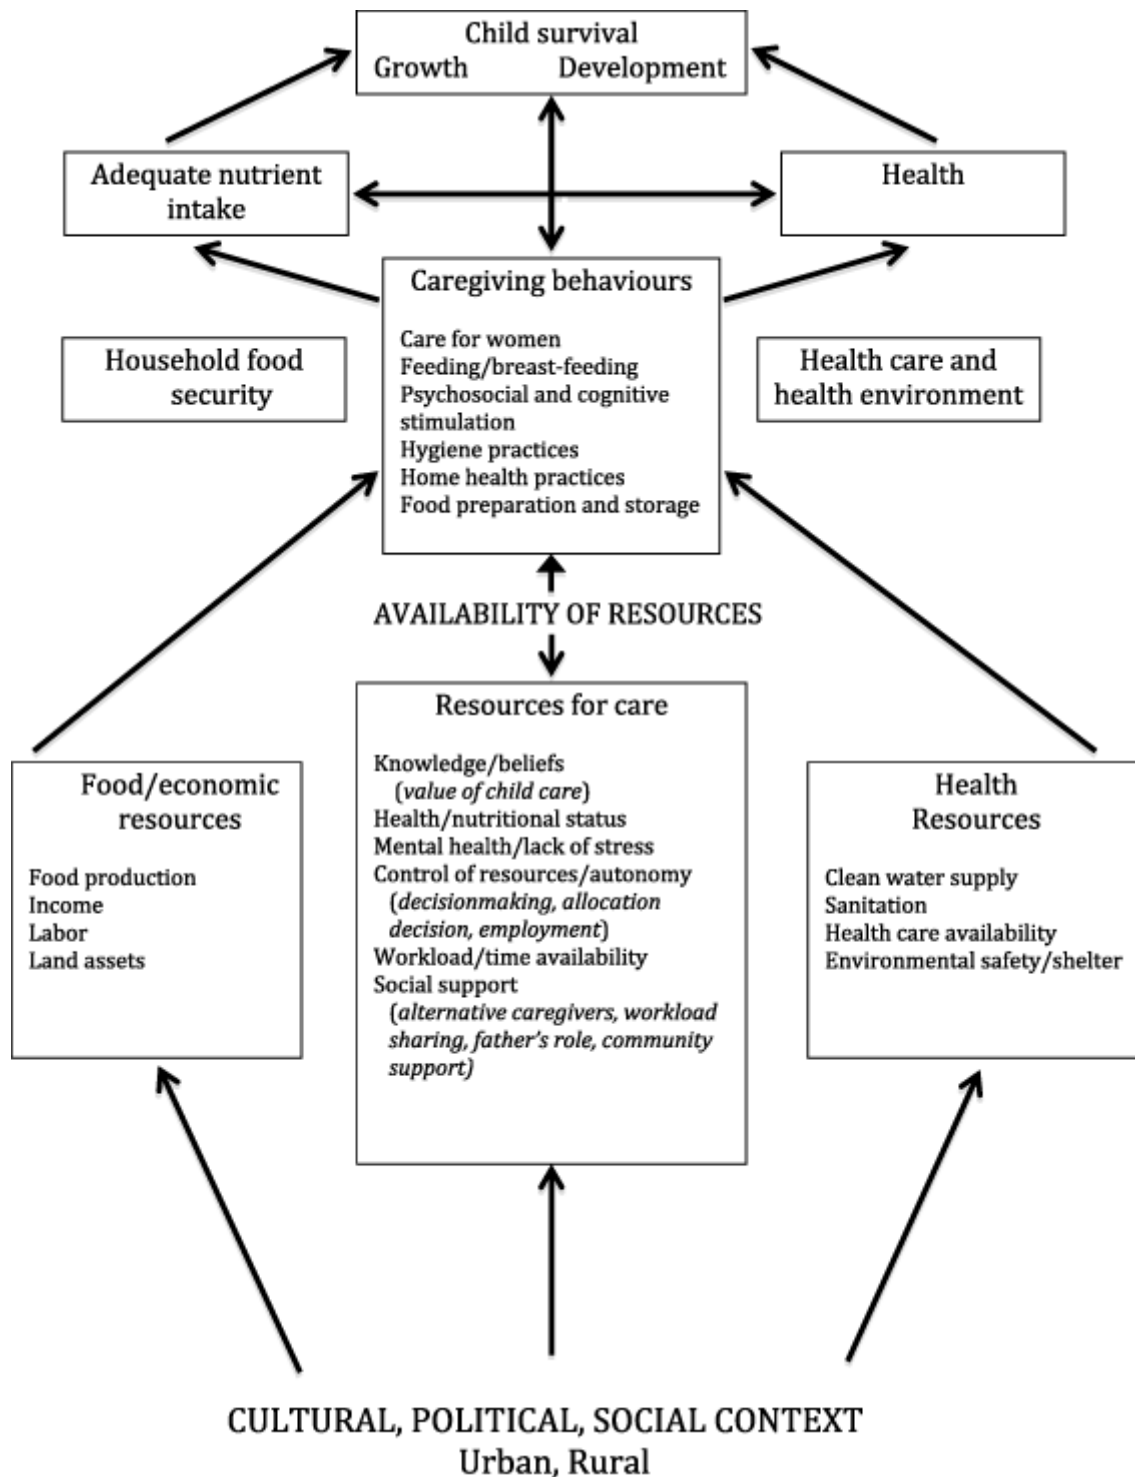 Child survival
Growth Development
Adequate nutrient
intake
Health
Caregiving behaviours
Care for women
Feeding/breast-feeding
Psychosocial and cognitive
stimulation
Hygiene practices
Home health practices
Food preparation and storage
Household food
security
Health care and
health environment
AVAILABILITY OF RESOURCES
Food/economic
resources
Food production
Income
Labor
Land assets
Resources for care
Knowledge/beliefs
(value of child care)
Health/nutritional status
Mental health/lack of stress
Control of resources/autonomy
(decisionmaking, allocation
decision, employment)
Workload/time availability
Social support
(alternative caregivers, workload
sharing, father's role, community
support)
Health
Resources
Clean water supply
Sanitation
Health care availability
Environmental safety/shelter
CULTURAL, POLITICAL, SOCIAL CONTEXT
Urban, Rural